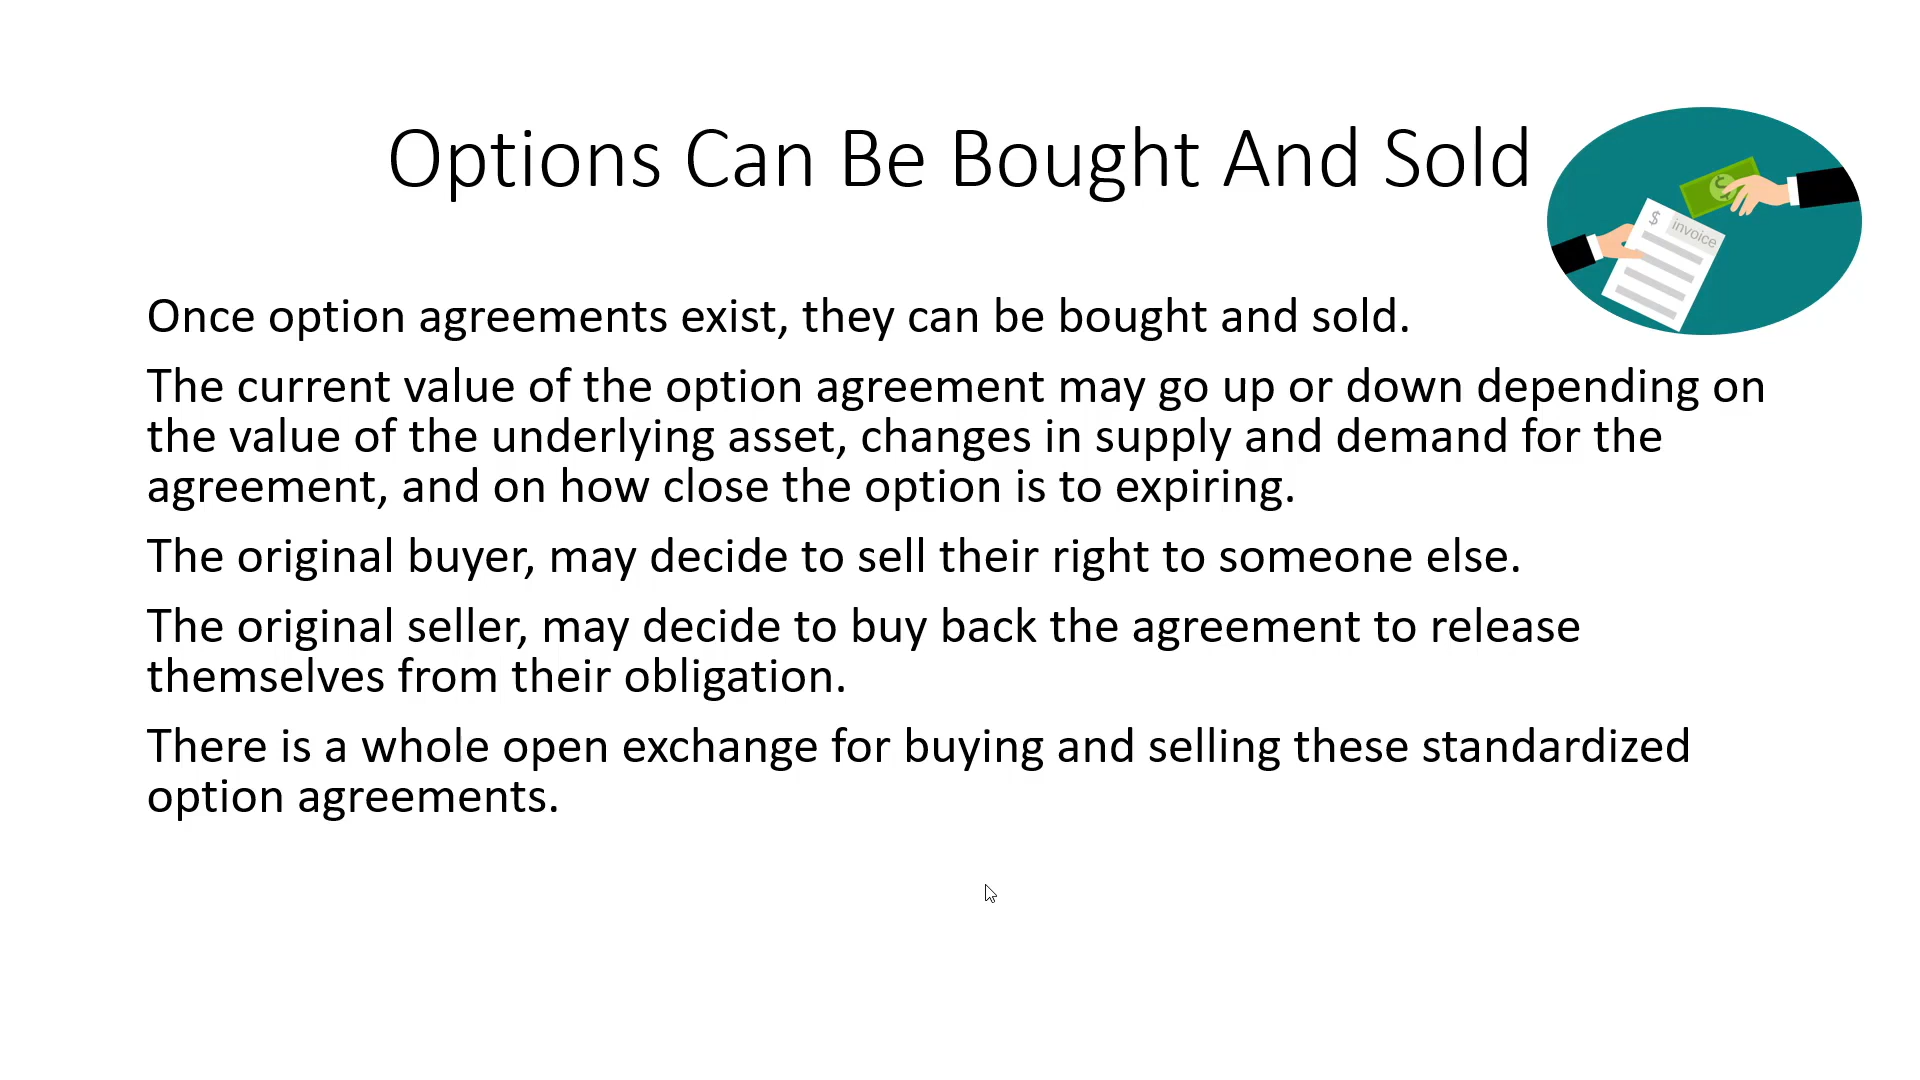 Options Can Be Bought And Sold
$ invoice
$
Once option agreements exist, they can be bought and sold.
The current value of the option agreement may go up or down depending on
the value of the underlying asset, changes in supply and demand for the
agreement, and on how close the option is to expiring.
The original buyer, may decide to sell their right to someone else.
The original seller, may decide to buy back the agreement to release
themselves from their obligation.
There is a whole open exchange for buying and selling these standardized
option agreements.